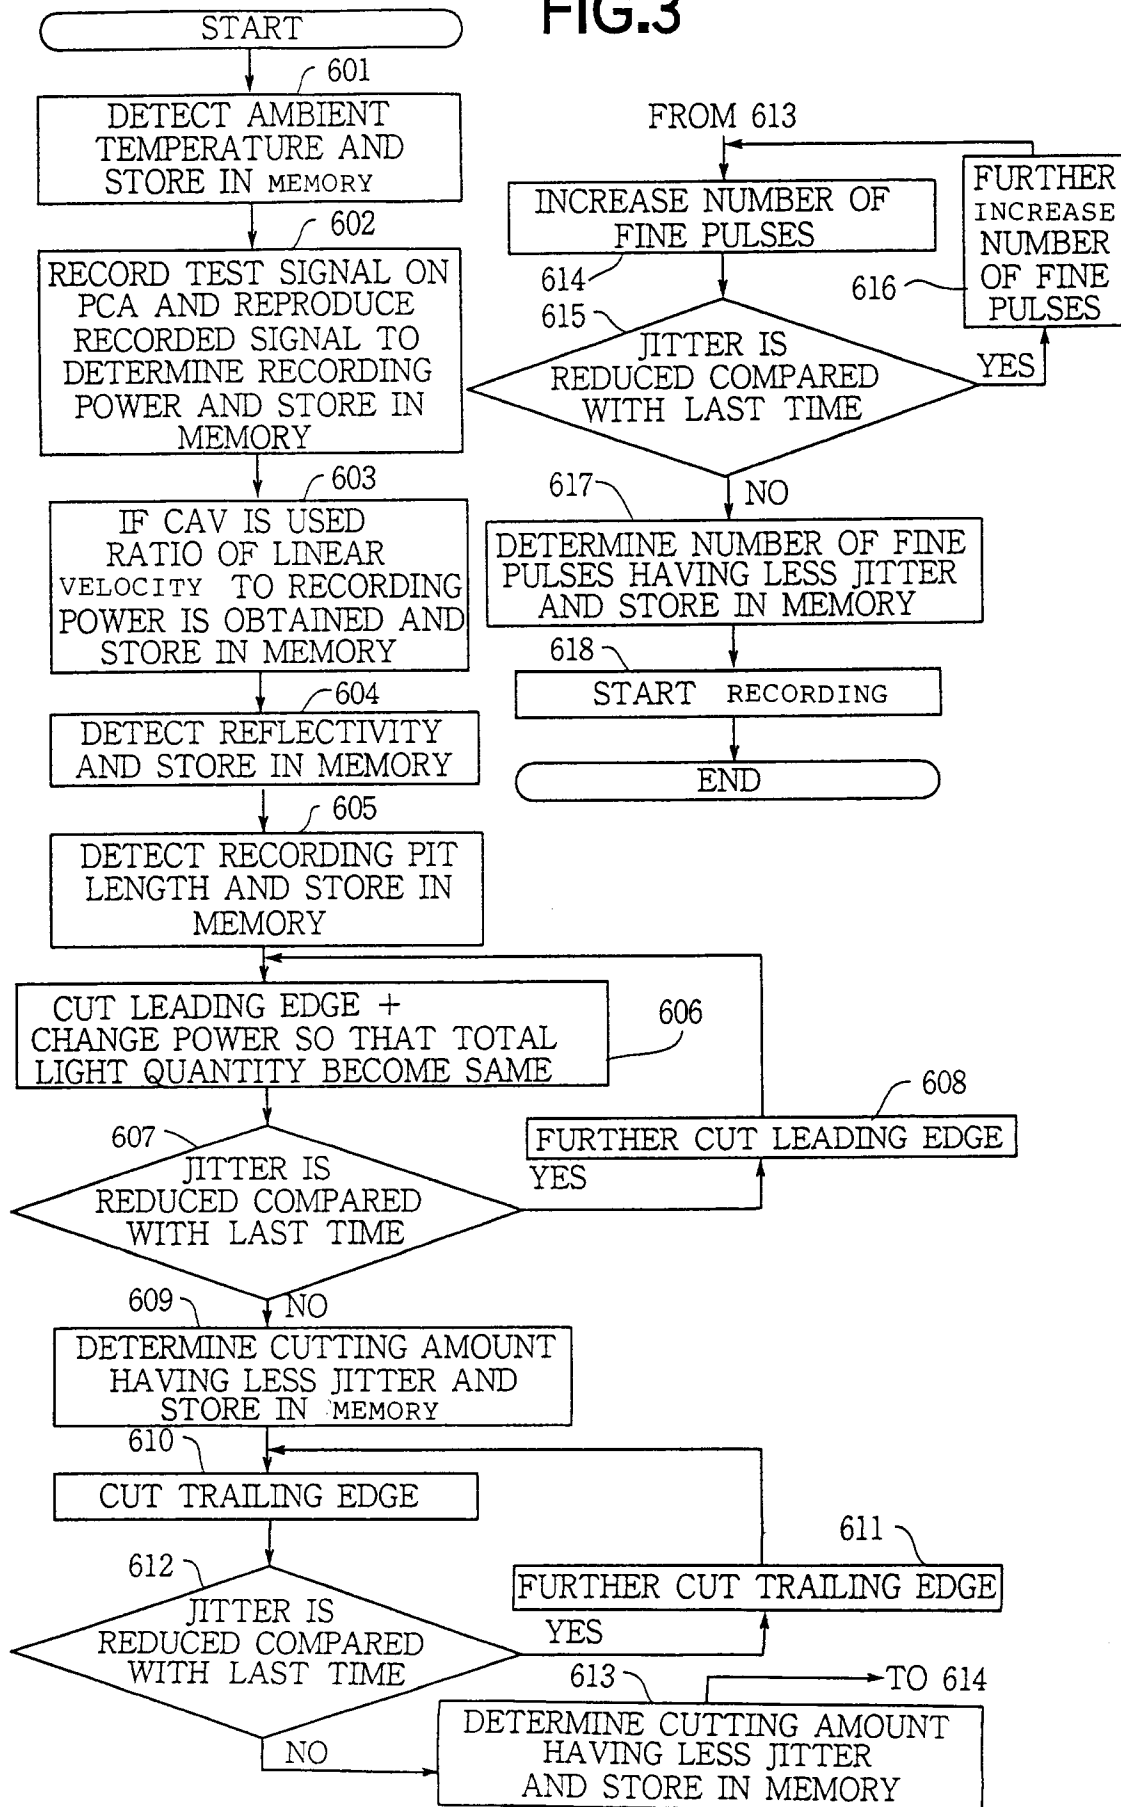 FIG.3
START
601
DETECT AMBIENT
TEMPERATURE AND
STORE IN MEMORY
602
RECORD TEST SIGNAL ON
PCA AND REPRODUCE
RECORDED SIGNAL TO
DETERMINE RECORDING
POWER AND STORE IN
MEMORY
603
IF CAV IS USED
RATIO OF LINEAR
VELOCITY TO RECORDING
POWER IS OBTAINED AND
STORE IN MEMORY
604
DETECT REFLECTIVITY
AND STORE IN MEMORY
605
DETECT RECORDING PIT
LENGTH AND STORE IN
MEMORY
CUT LEADING EDGE +
CHANGE POWER SO THAT TOTAL
LIGHT QUANTITY BECOME SAME
606
607
JITTER IS
REDUCED COMPARED
WITH LAST TIME
YES
608
FURTHER CUT LEADING EDGE
NO
609
DETERMINE CUTTING AMOUNT
HAVING LESS JITTER AND
STORE IN MEMORY
610
CUT TRAILING EDGE
611
FURTHER CUT TRAILING EDGE
612
JITTER IS
REDUCED COMPARED
WITH LAST TIME
YES
NO
613
TO 614
DETERMINE CUTTING AMOUNT
HAVING LESS JITTER
AND STORE IN MEMORY
FROM 613
INCREASE NUMBER OF
FINE PULSES
614
615
JITTER IS
REDUCED COMPARED
WITH LAST TIME
YES
616
FURTHER
INCREASE
NUMBER
OF FINE
PULSES
NO
617
DETERMINE NUMBER OF FINE
PULSES HAVING LESS JITTER
AND STORE IN MEMORY
618
START RECORDING
END